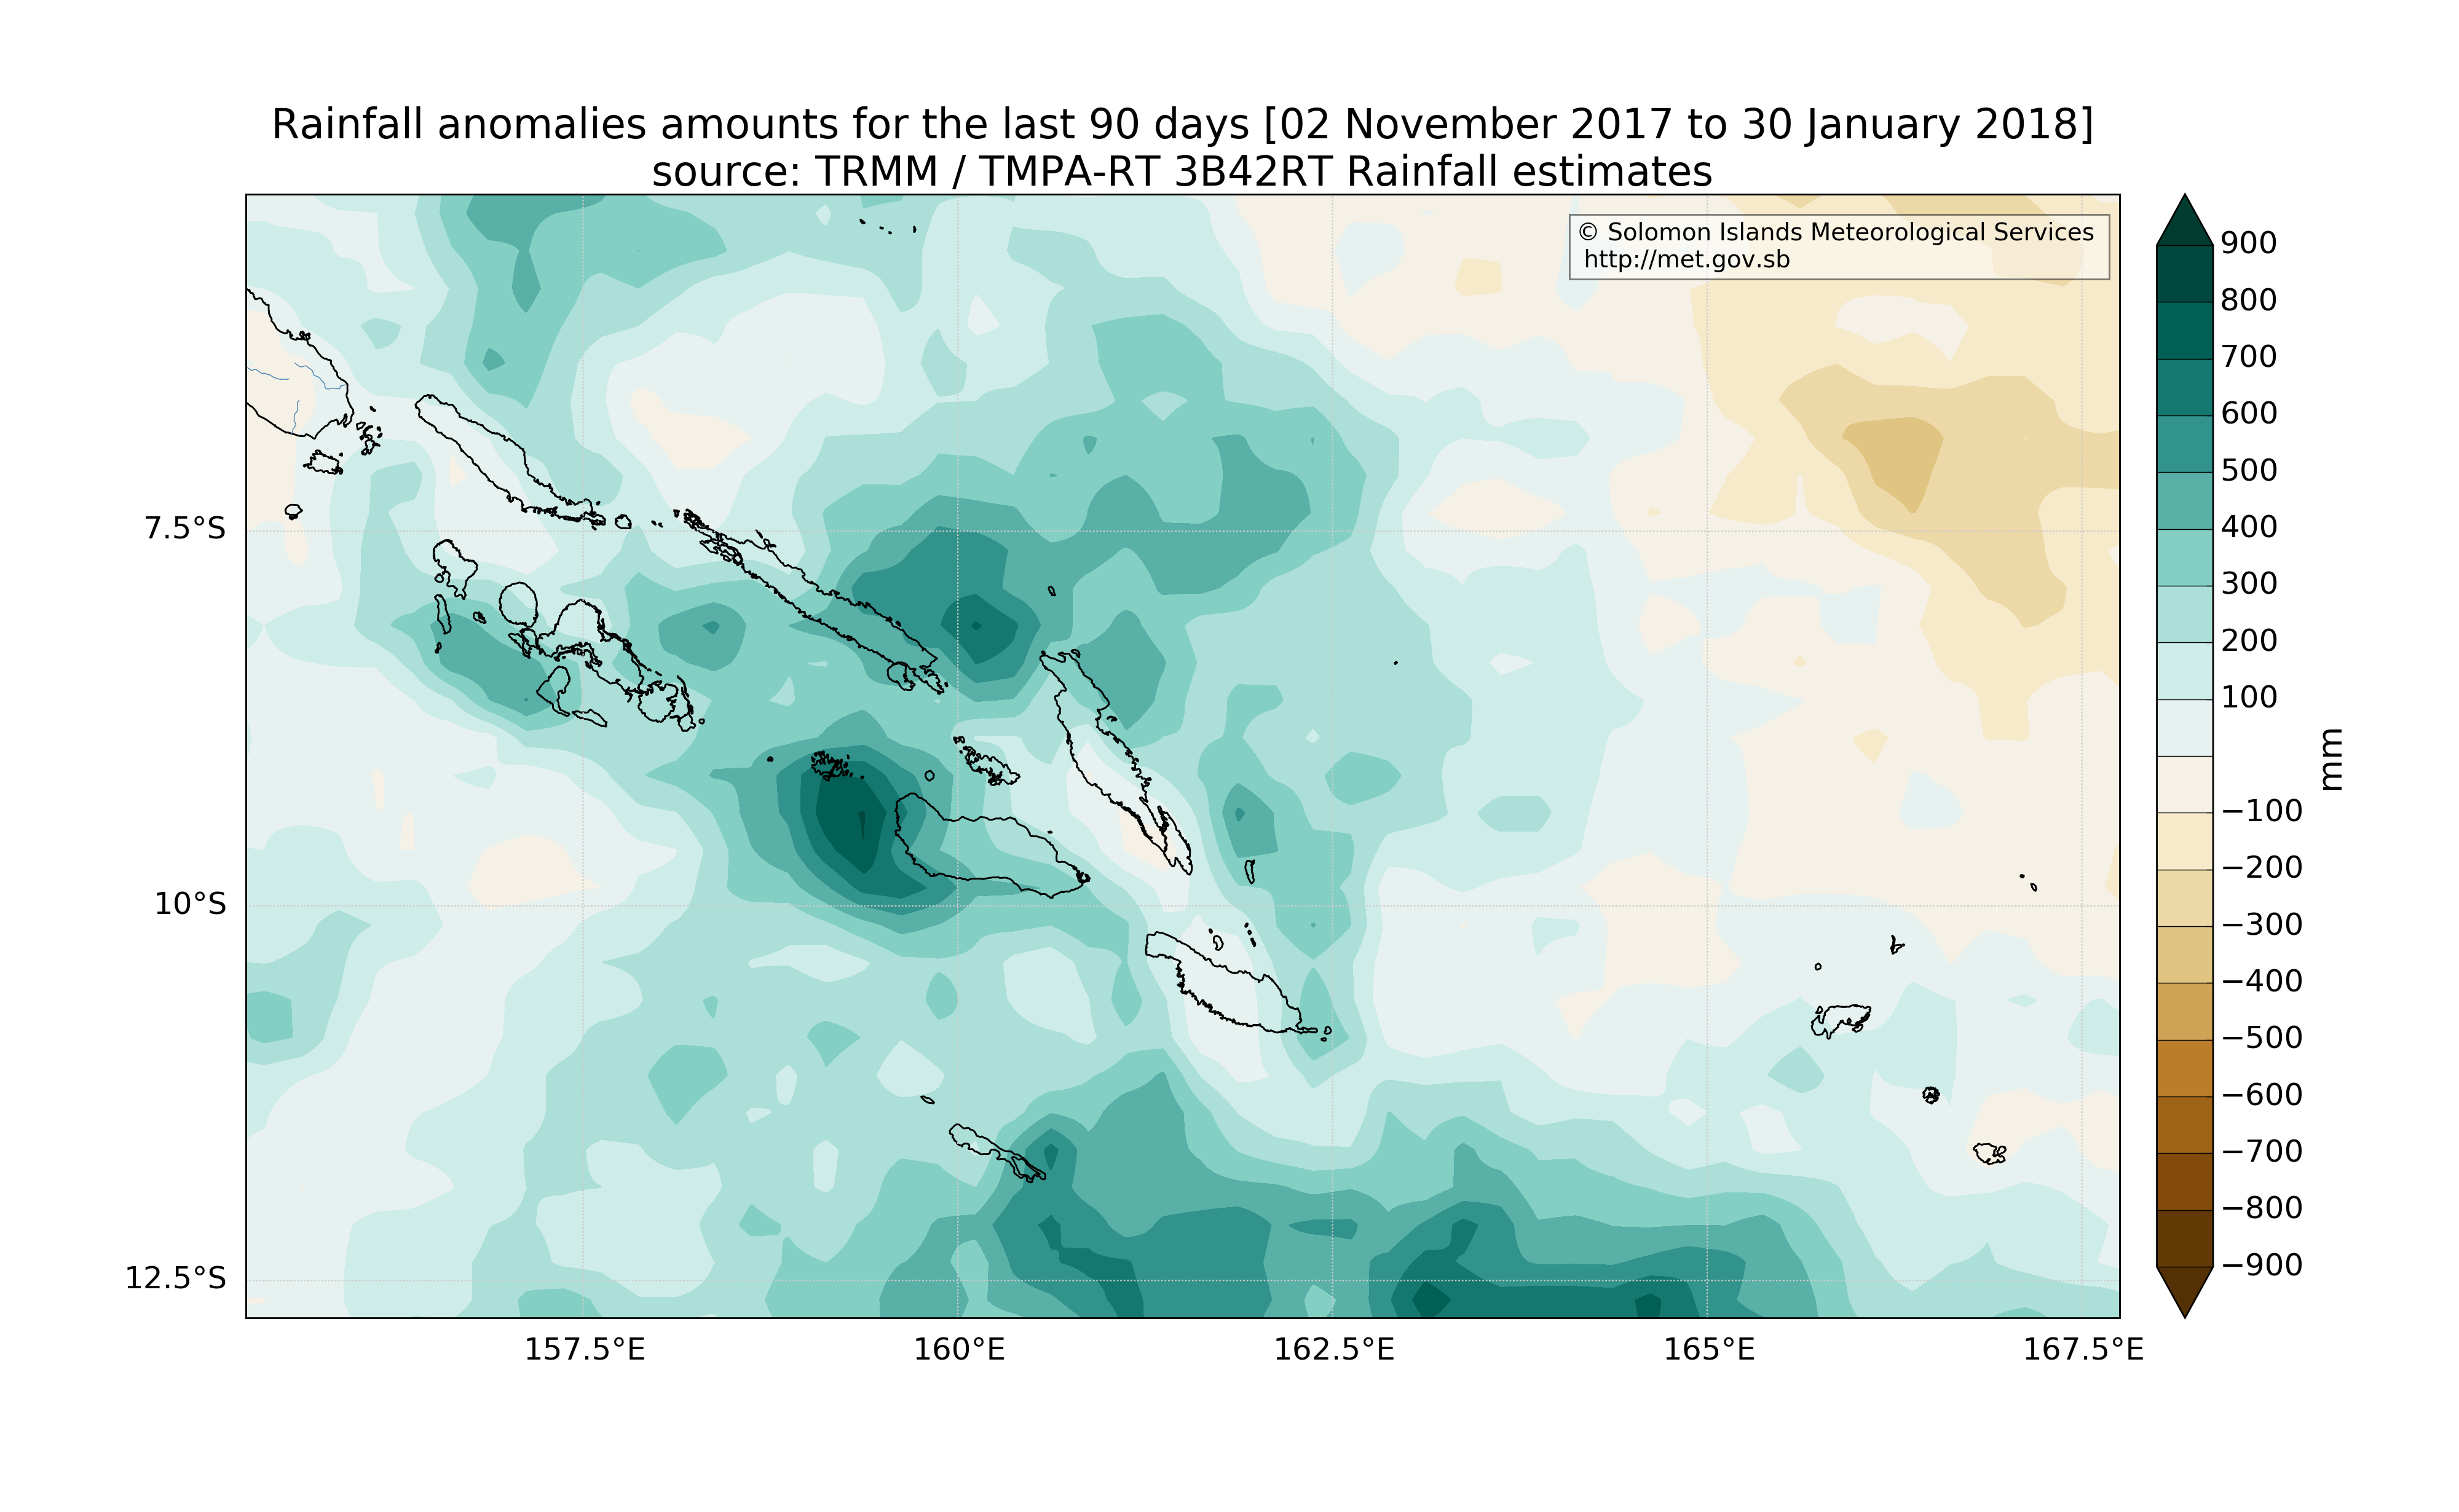 Rainfall anomalies amounts for the last 90 days [02 November 2017 to 30 January 2018]
source: TRMM / TMPA-RT 3B42RT Rainfall estimates
© Solomon Islands Meteorological Services
http://met.gov.sb
7.5°S
10°S
12.5°S
157.5°E
160°E
162.5°E
165°E
167.5°E
900
800
700
600
500
400
300
200
100
−100
−200
−300
−400
−500
−600
−700
−800
−900
mm